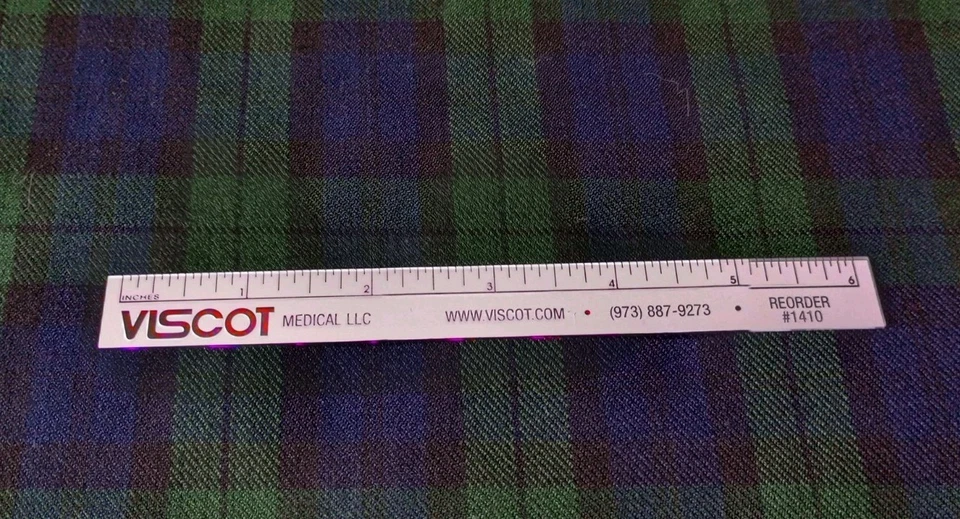 1 2 3 4 5 6
INCHES
VISCOT MEDICAL LLC WWW.VISCOT.COM • (973) 887-9273 • REORDER
#1410